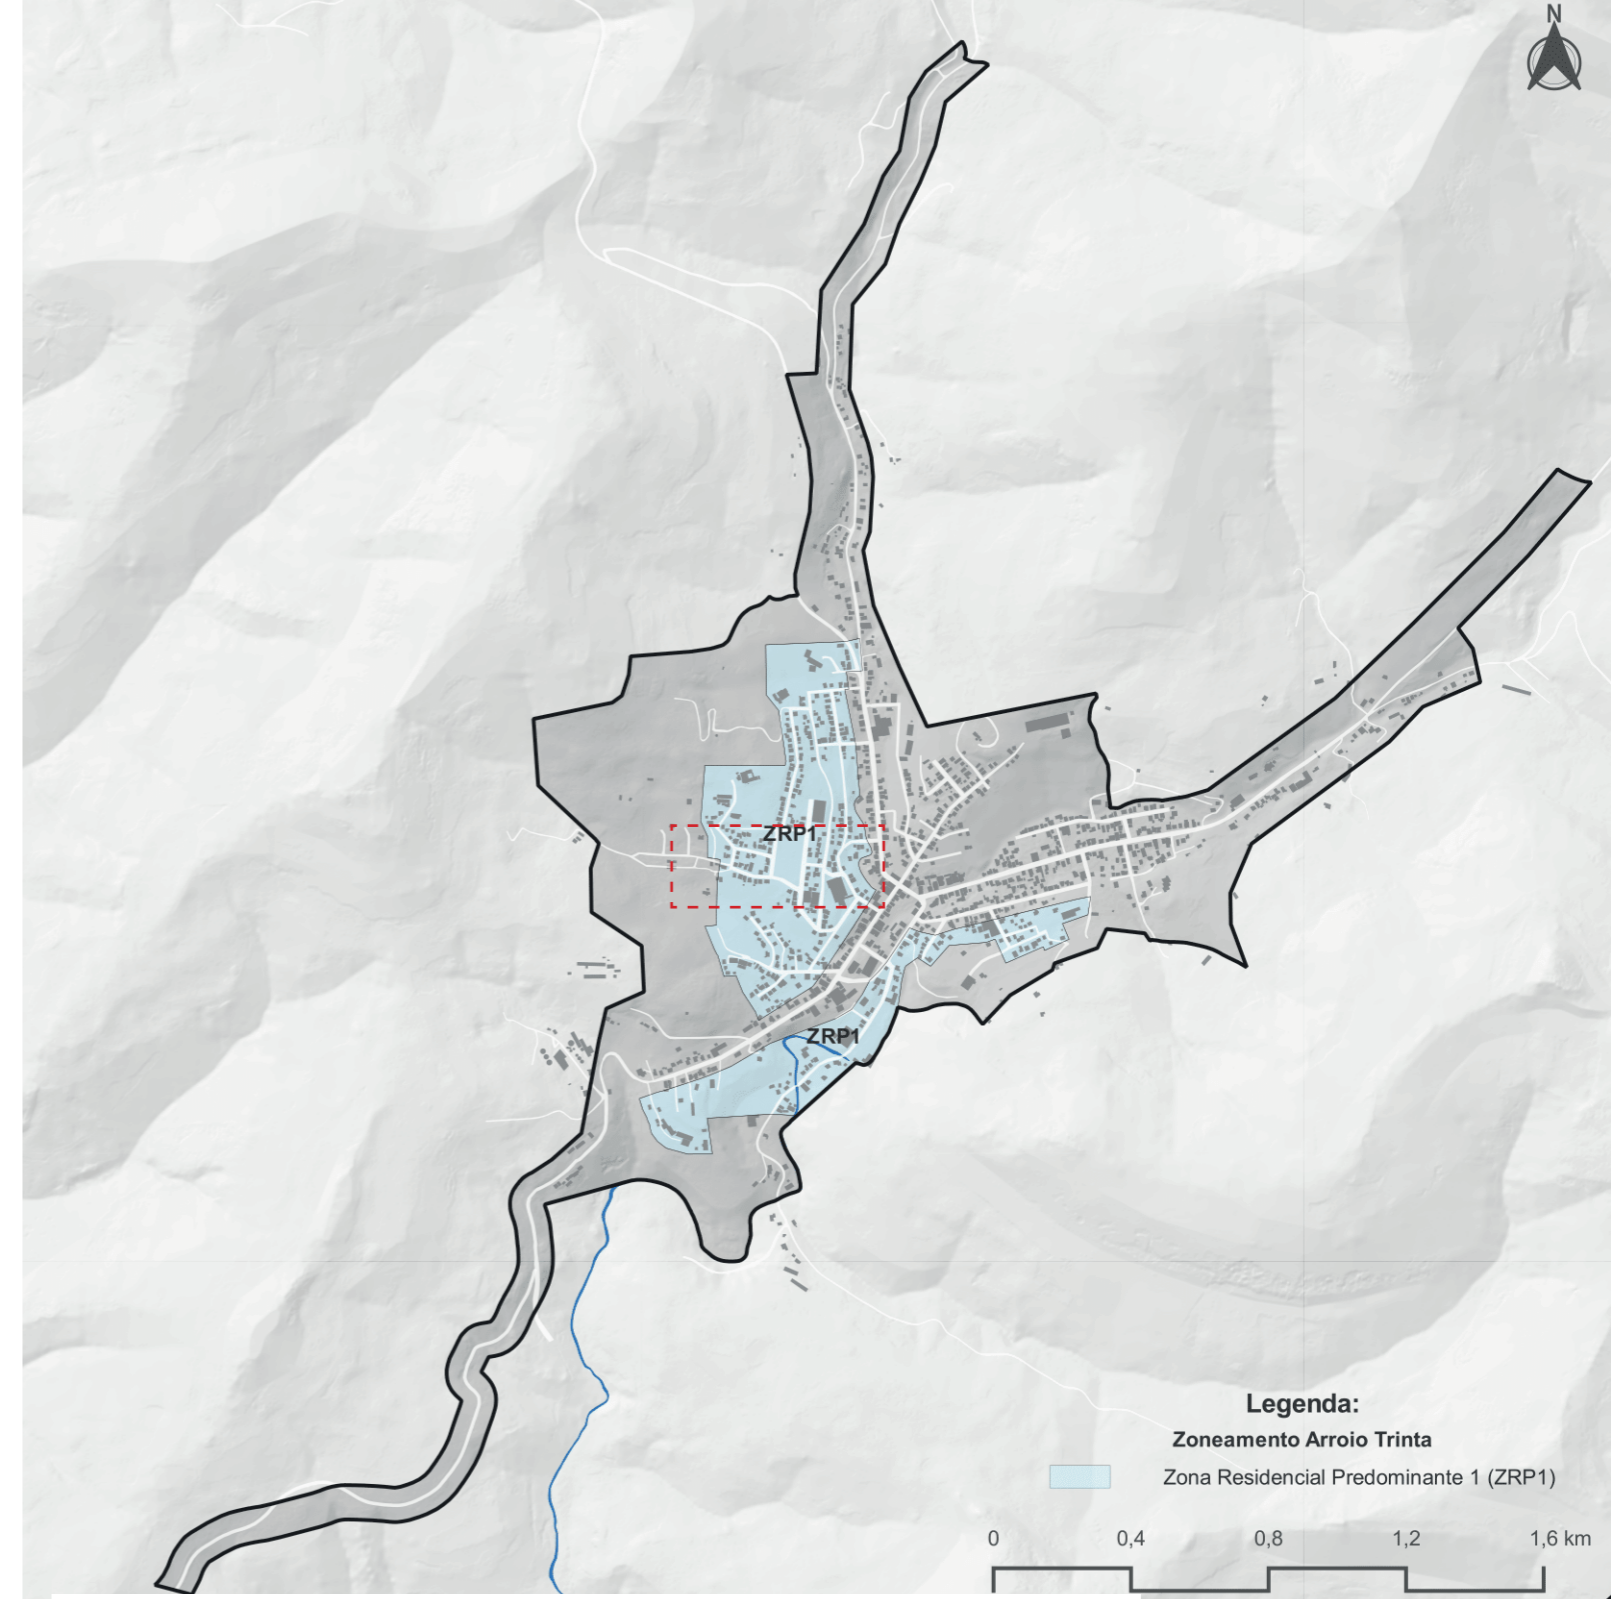 N
ZRP1
ZRP1
Legenda:
Zoneamento Arroio Trinta
Zona Residencial Predominante 1 (ZRP1)
0 0,4 0,8 1,2 1,6 km